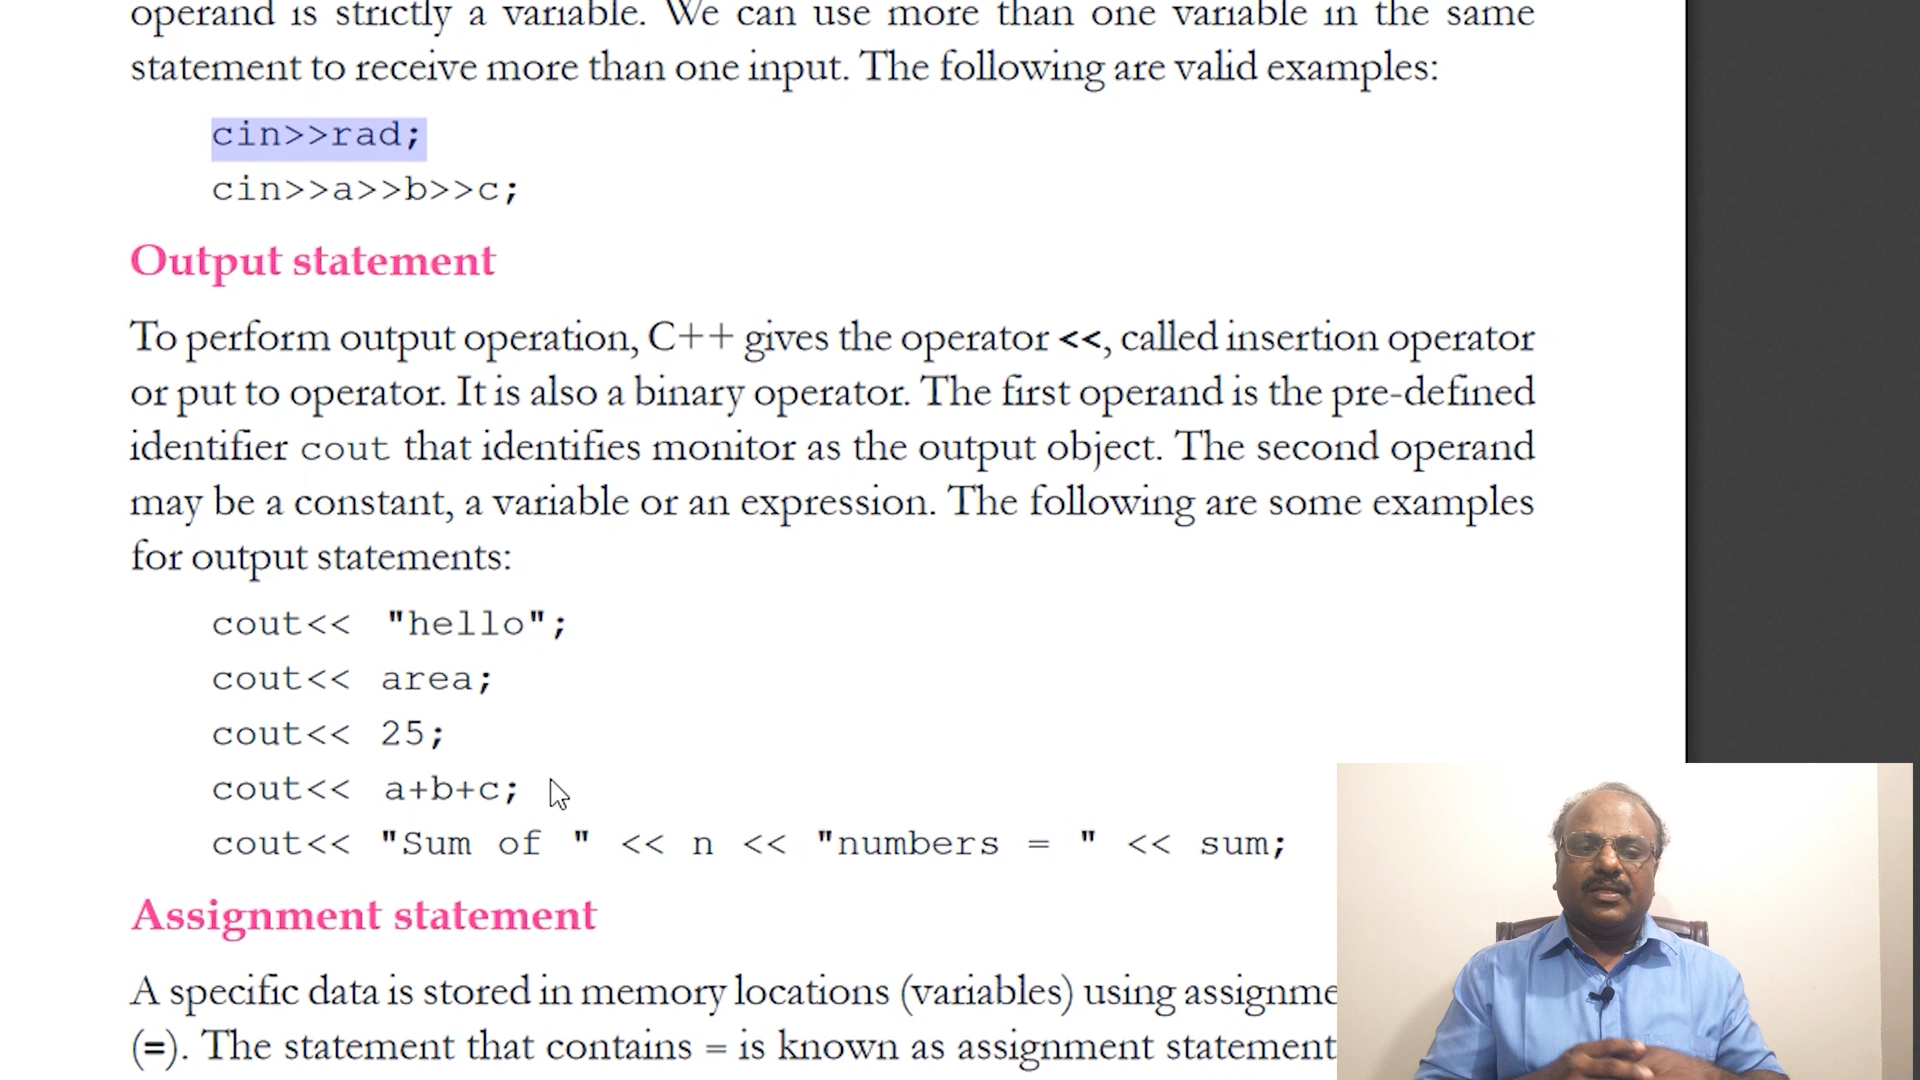 operand is strictly a variable. We can use more than one variable in the same
statement to receive more than one input. The following are valid examples:
cin>>rad;
cin>>a>>b>>c;
Output statement
To perform output operation, C++ gives the operator <<, called insertion operator
or put to operator. It is also a binary operator. The first operand is the pre-defined
identifier cout that identifies monitor as the output object. The second operand
may be a constant, a variable or an expression. The following are some examples
for output statements:
cout<< "hello";
cout<< area;
cout<< 25;
cout<< a+b+c;
cout<< "Sum of " << n << "numbers = " << sum;
Assignment statement
A specific data is stored in memory locations (variables) using assignme
(=). The statement that contains = is known as assignment statement